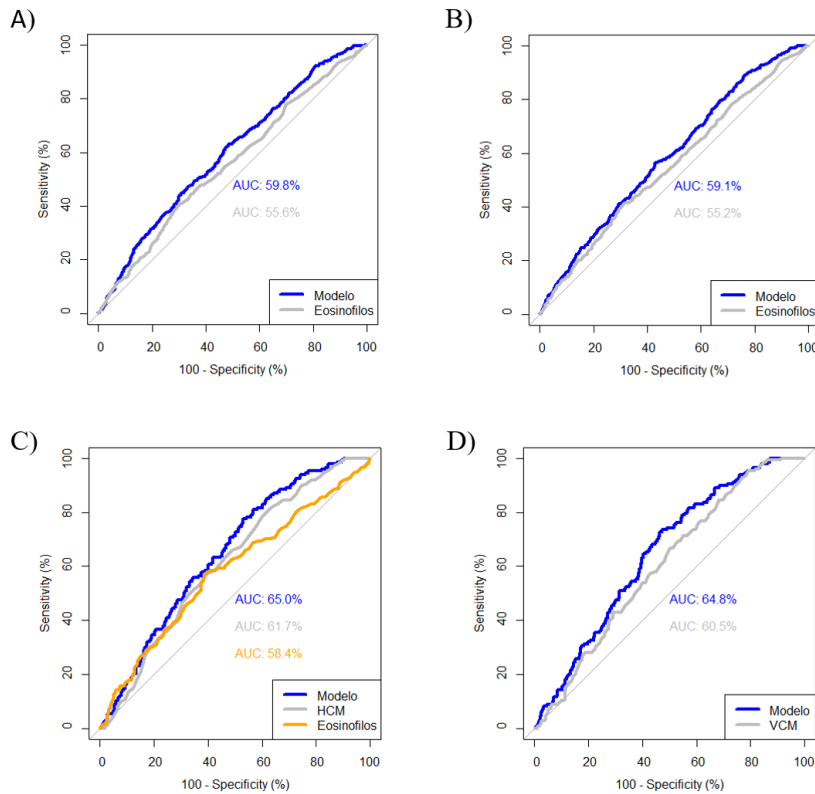 A)
100
80
60
40
20
0
Sensitivity (%)
AUC: 59.8%
AUC: 55.6%
Modelo
Eosinofilos
0 20 40 60 80 100
100 - Specificity (%)
B)
100
80
60
40
20
0
Sensitivity (%)
AUC: 59.1%
AUC: 55.2%
Modelo
Eosinofilos
0 20 40 60 80 100
100 - Specificity (%)
C)
100
80
60
40
20
0
Sensitivity (%)
AUC: 65.0%
AUC: 61.7%
AUC: 58.4%
Modelo
HCM
Eosinofilos
0 20 40 60 80 100
100 - Specificity (%)
D)
100
80
60
40
20
0
Sensitivity (%)
AUC: 64.8%
AUC: 60.5%
Modelo
VCM
0 20 40 60 80 100
100 - Specificity (%)